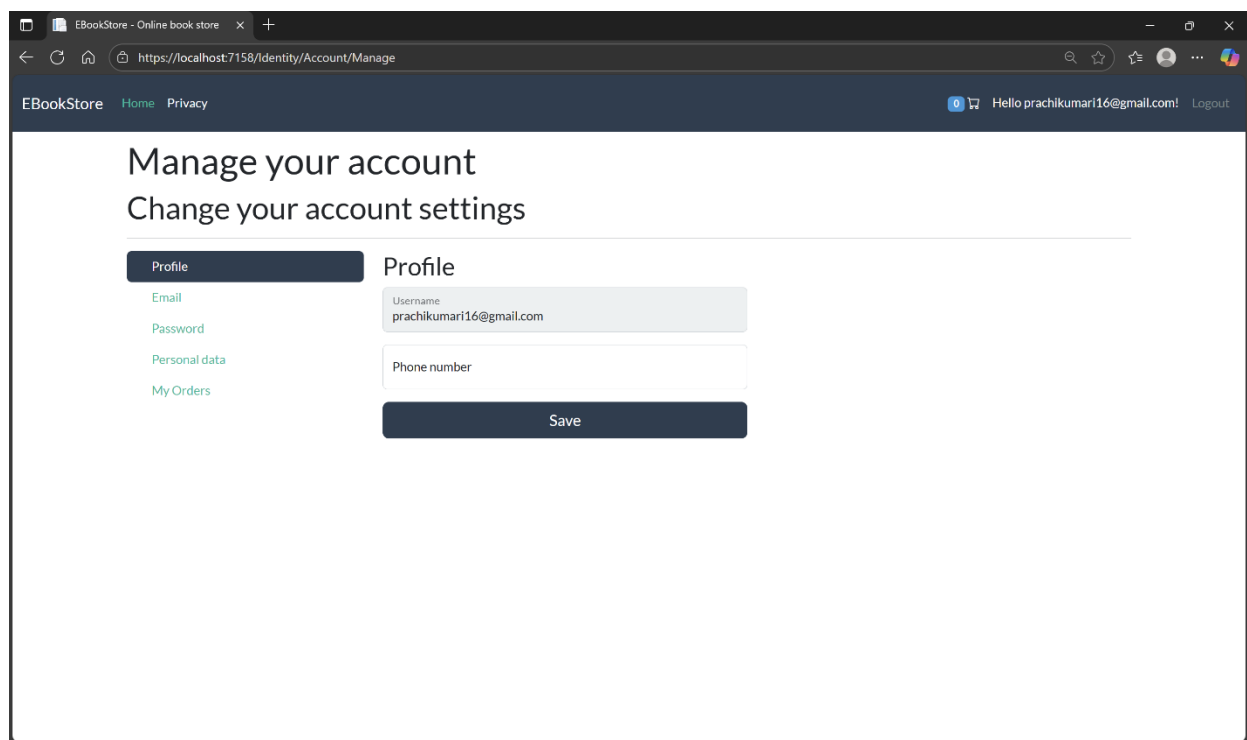 EBookStore - Online book store
https://localhost:7158/Identity/Account/Manage
EBookStore Home Privacy 0 Hello prachikumari16@gmail.com! Logout
Manage your account
Change your account settings
Profile
Email
Password
Personal data
My Orders
Profile
Username
prachikumari16@gmail.com
Phone number
Save